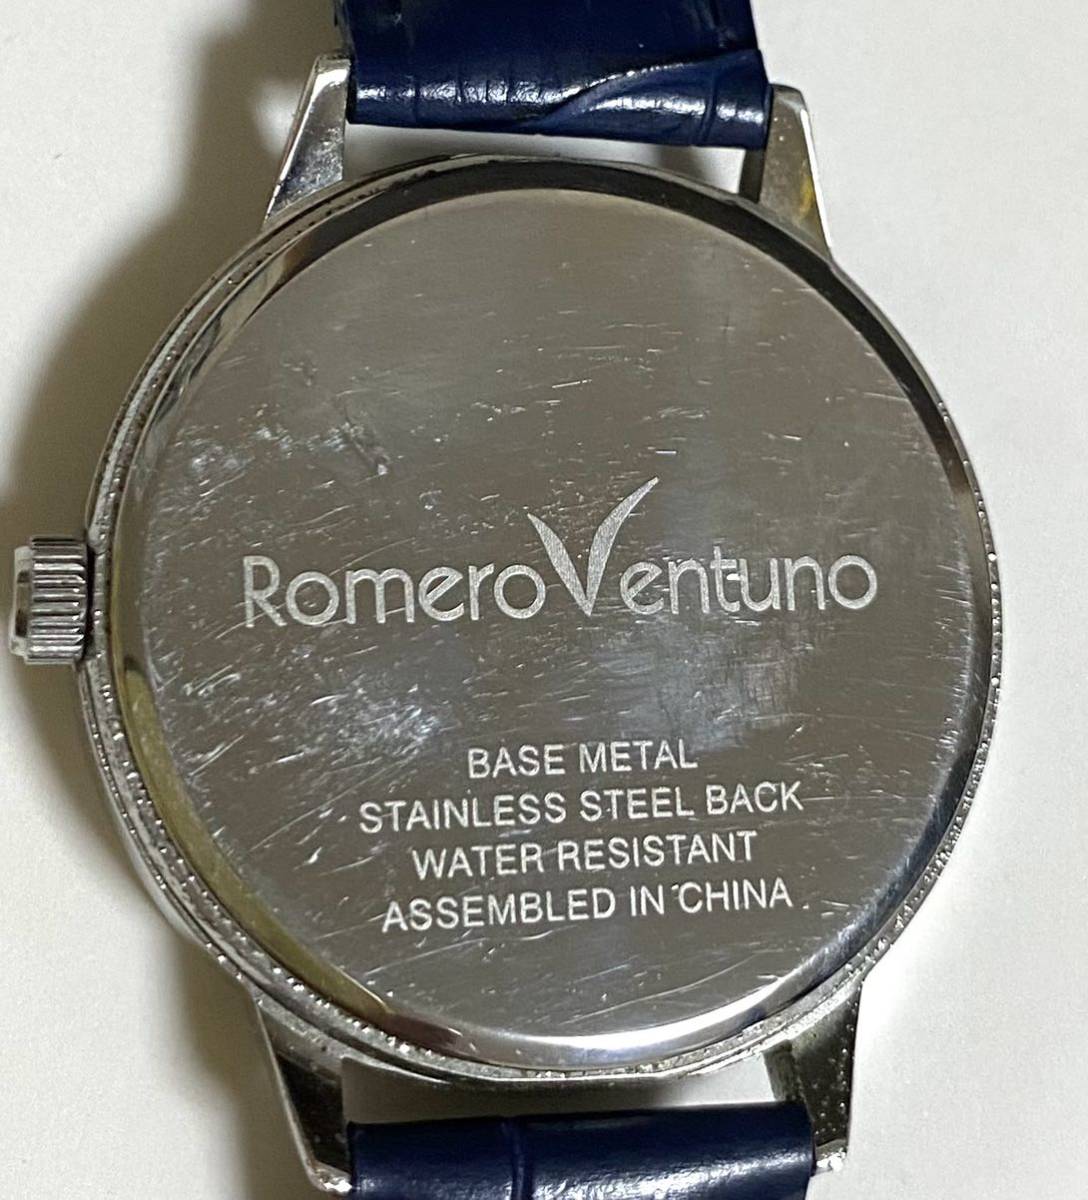 RomeroVentuno
BASE METAL
STAINLESS STEEL BACK
WATER RESISTANT
ASSEMBLED IN CHINA